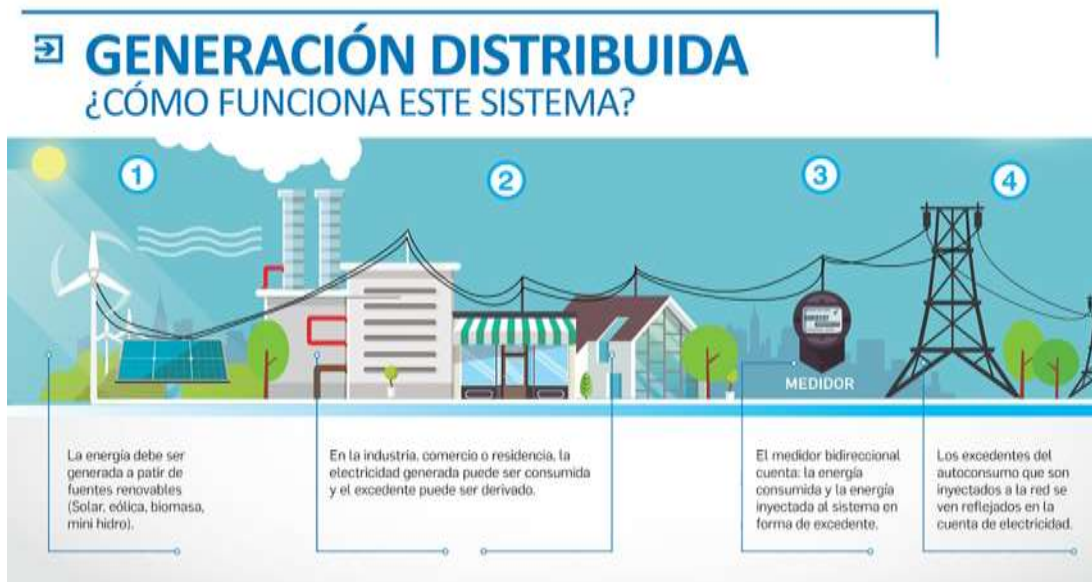 GENERACIÓN DISTRIBUIDA
¿CÓMO FUNCIONA ESTE SISTEMA?
1
2
3
4
MEDIDOR
La energía debe ser
generada a patir de
fuentes renovables
(Solar, eólica, biomasa,
mini hidro).
En la industria, comercio o residencia, la
electricidad generada puede ser consumida
y el excedente puede ser derivado.
El medidor bidireccional
cuenta: la energía
consumida y la energía
inyectada al sistema en
forma de excedente.
Los excedentes del
autoconsumo que son
inyectados a la red se
ven reflejados en la
cuenta de electricidad.